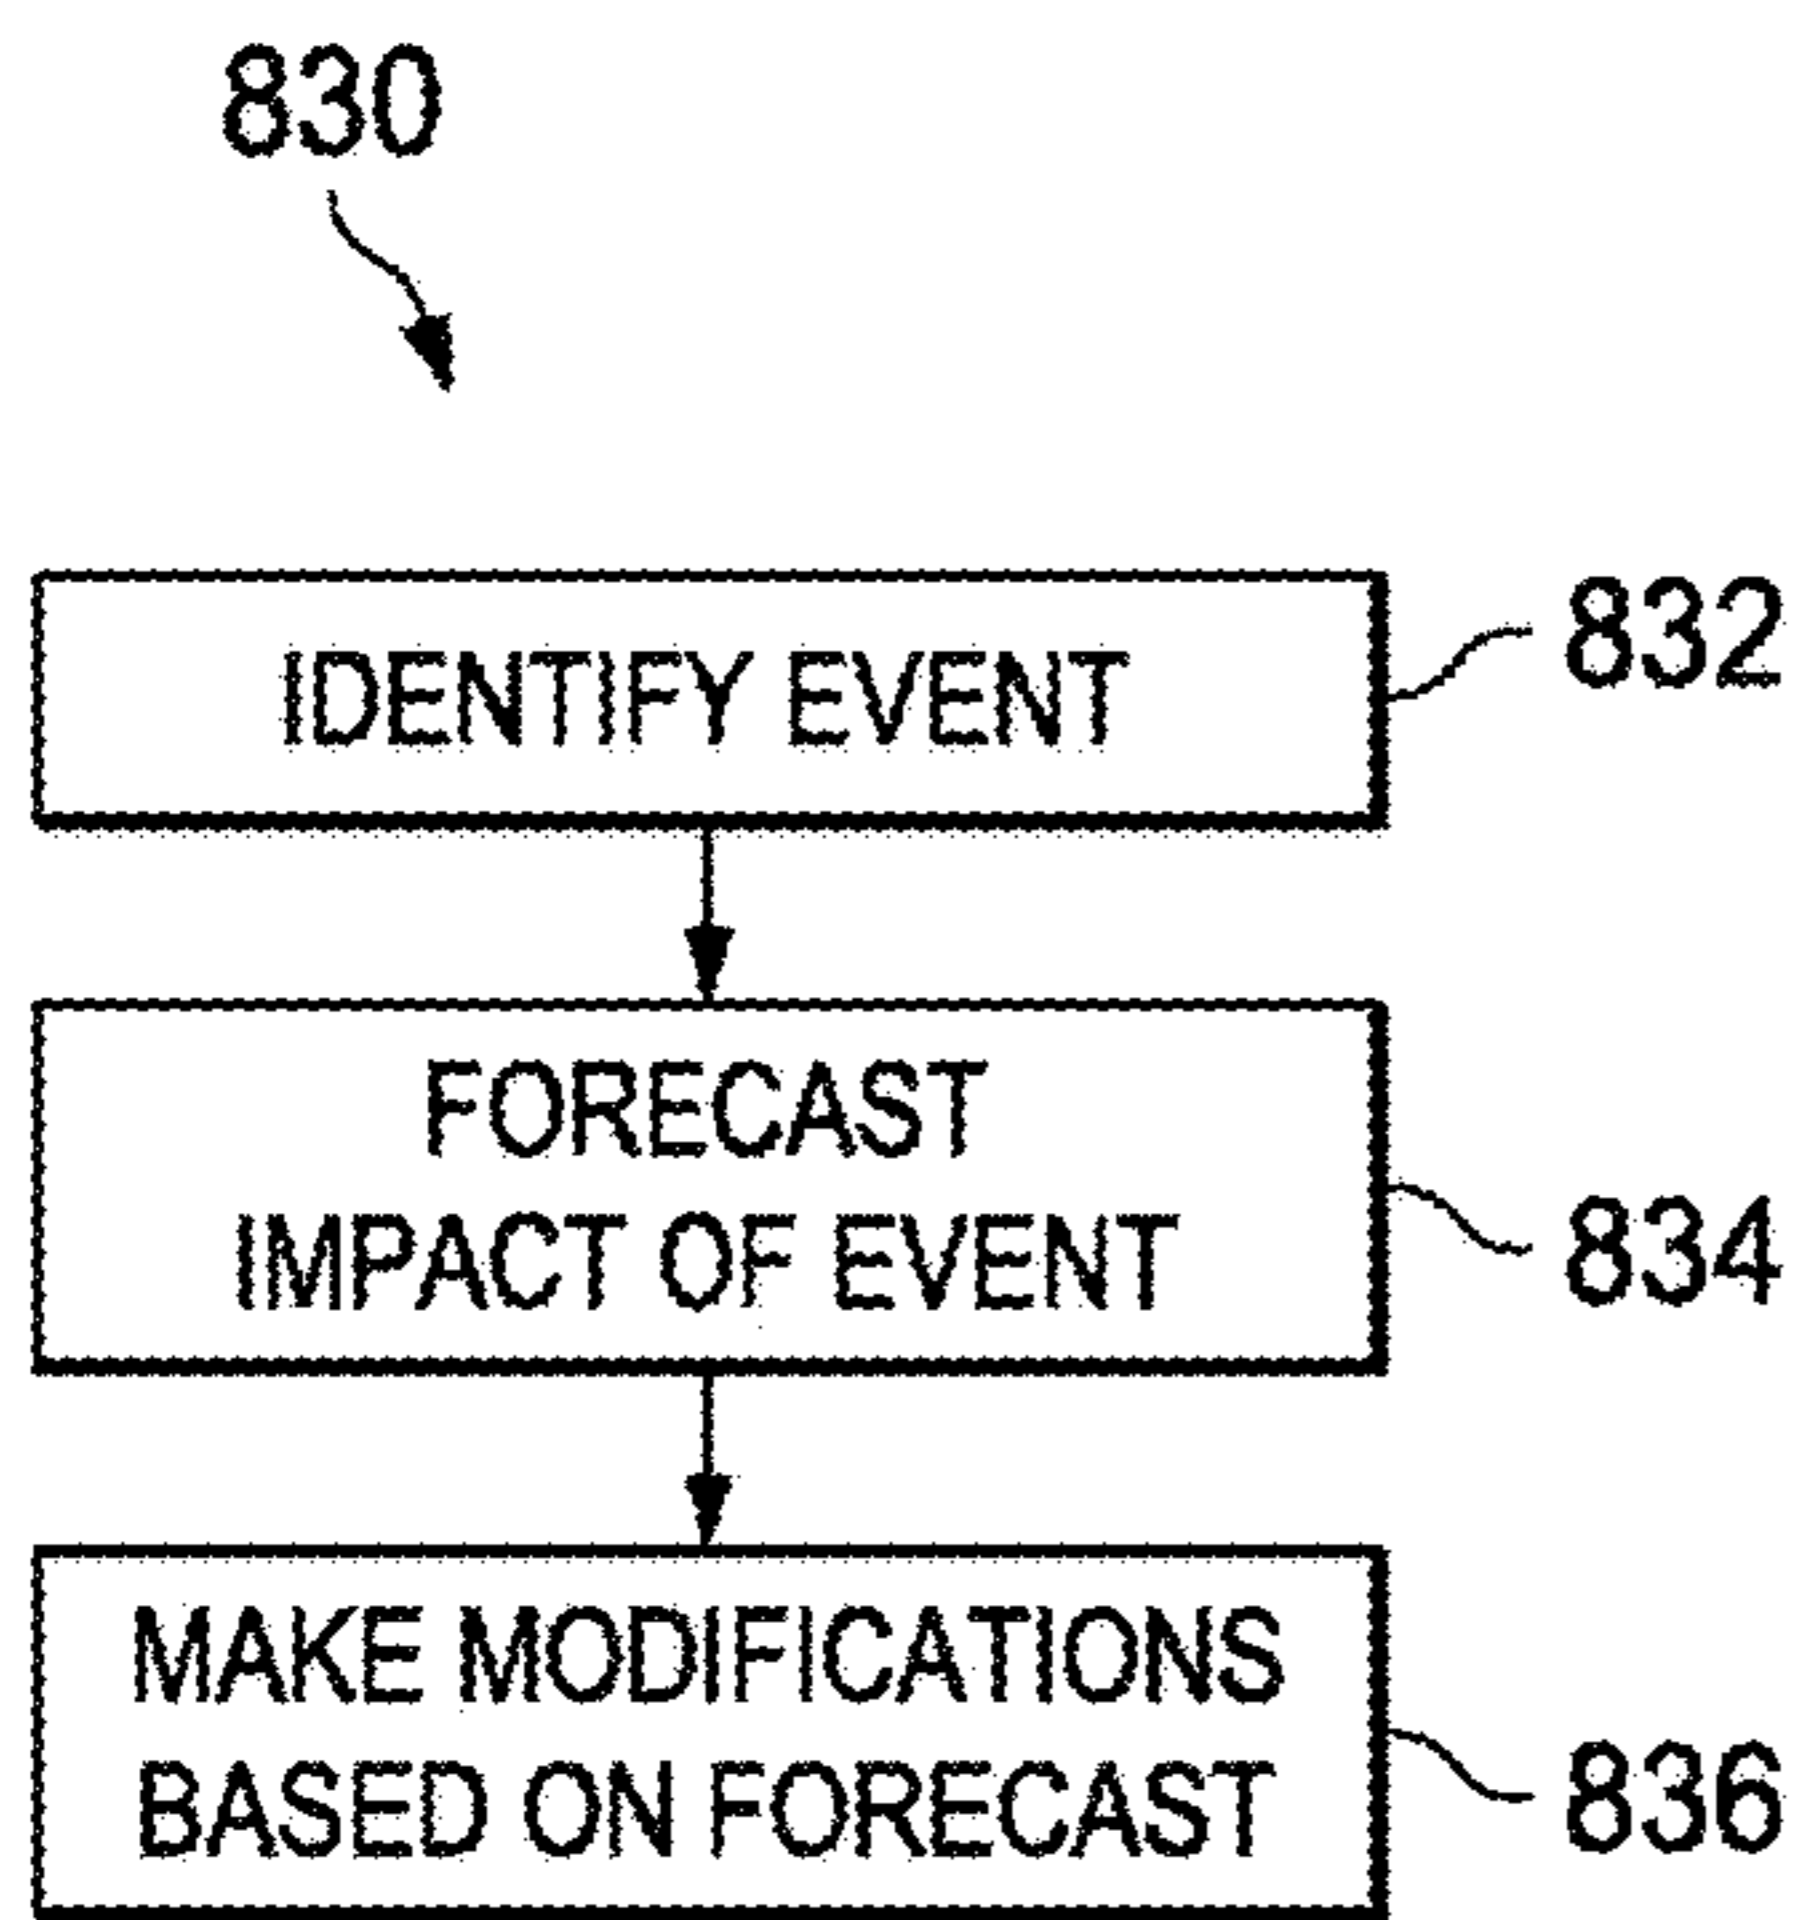 830
IDENTIFY EVENT
832
FORECAST
IMPACT OF EVENT
834
MAKE MODIFICATIONS
BASED ON FORECAST
836